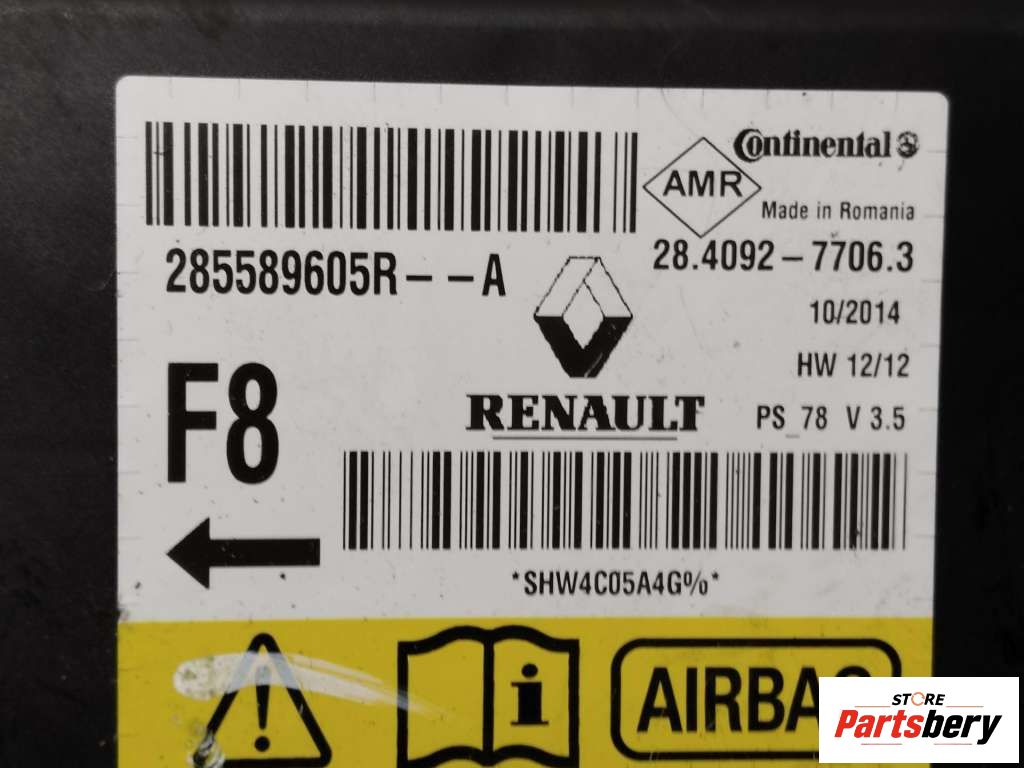 Continental
AMR
Made in Romania
285589605R--A
28.4092-7706.3
10/2014
HW 12/12
F8
RENAULT
PS_78 V 3.5
*SHW4C05A4G%*
i
AIRBAG
STORE
Partsbery